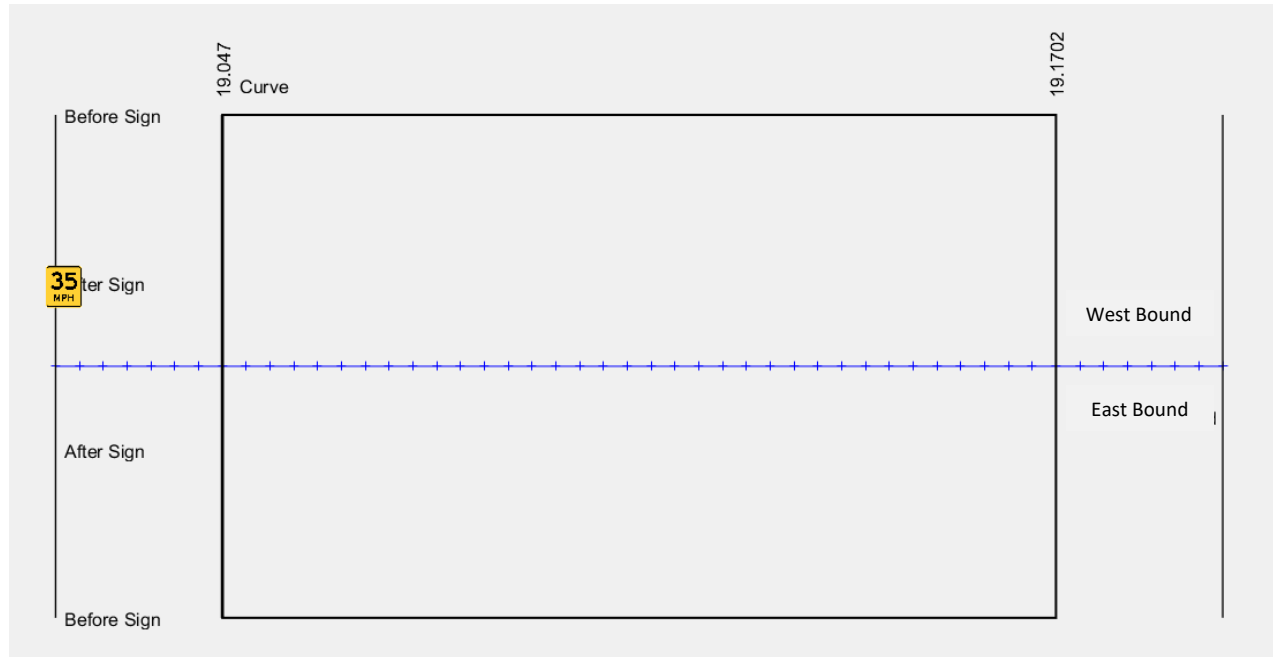 19.047
19.1702
Curve
Before Sign
35
MPH
ter Sign
West Bound
East Bound
After Sign
Before Sign